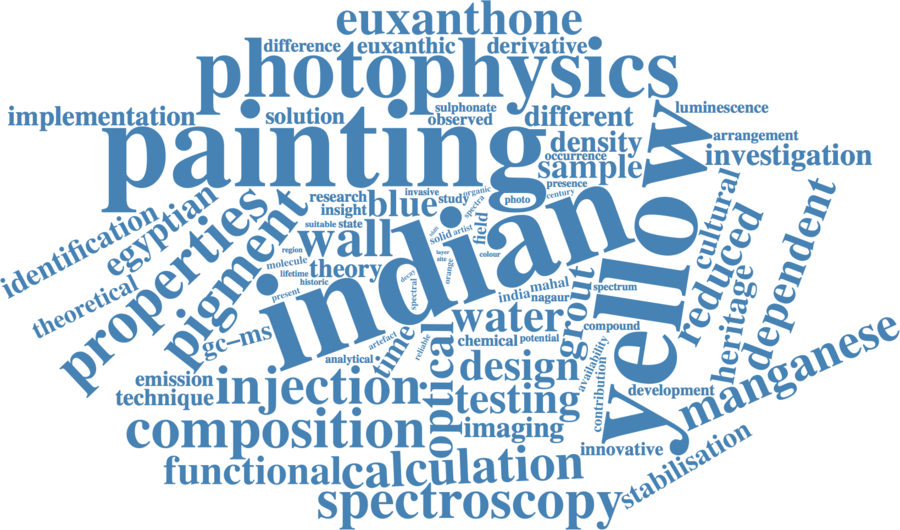 euxanthone
difference
euxanthic
derivative
photophysics
implementation
solution
sulphonate
observed
different
luminescence
painting
density
arrangement
occurrence
sample
investigation
identification
egyptian
properties
pigment
research
insight
invasive
blue
study
organic
spectra
photo
presence
century
yellow
cultural
reduced
dependent
suitable
state
wall
region
molecule
lifetime
historic
theory
solid
artist
field
layer
site
orange
colour
indian
theoretical
present
decay
spectral
india
mahal
nagaur
grout
spectrum
heritage
gc-ms
time
artefact
reliable
analytical
optical
water
chemical
potential
compound
availability
contribution
manganese
emission
technique
injection
design
testing
development
composition
imaging
innovative
functional
calculation
stabilisation
spectroscopy